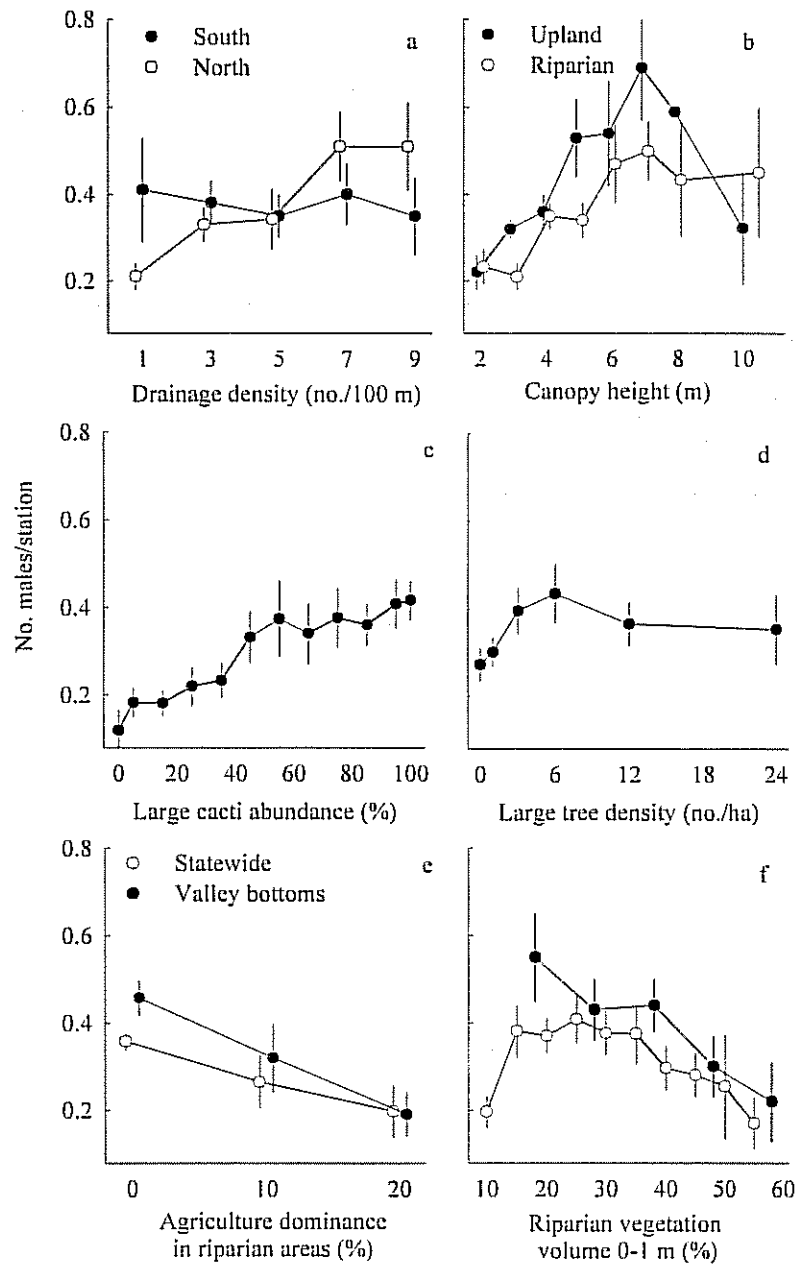 0.8
South
North
a
0.6
0.4
0.2
1 3 5 7 9
Drainage density (no./100 m)
Upland
Riparian
b
2 4 6 8 10
Canopy height (m)
No. males/station
0.8
c
0.6
0.4
0.2
0 20 40 60 80 100
Large cacti abundance (%)
d
0 6 12 18 24
Large tree density (no./ha)
0.8
Statewide
Valley bottoms
e
0.6
0.4
0.2
0 10 20
Agriculture dominance
in riparian areas (%)
f
10 20 30 40 50 60
Riparian vegetation
volume 0-1 m (%)